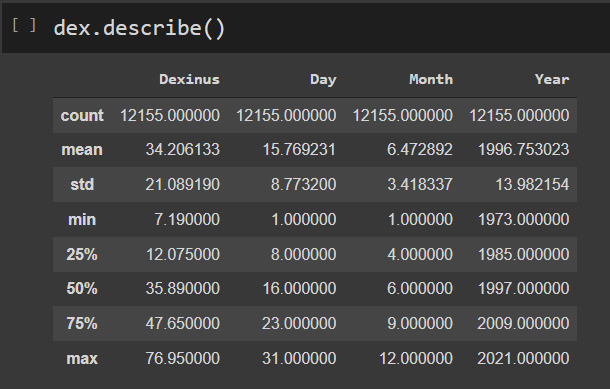 [ ] dex.describe()
Dexinus Day Month Year
count 12155.000000 12155.000000 12155.000000 12155.000000
mean 34.206133 15.769231 6.472892 1996.753023
std 21.089190 8.773200 3.418337 13.982154
min 7.190000 1.000000 1.000000 1973.000000
25% 12.075000 8.000000 4.000000 1985.000000
50% 35.890000 16.000000 6.000000 1997.000000
75% 47.650000 23.000000 9.000000 2009.000000
max 76.950000 31.000000 12.000000 2021.000000